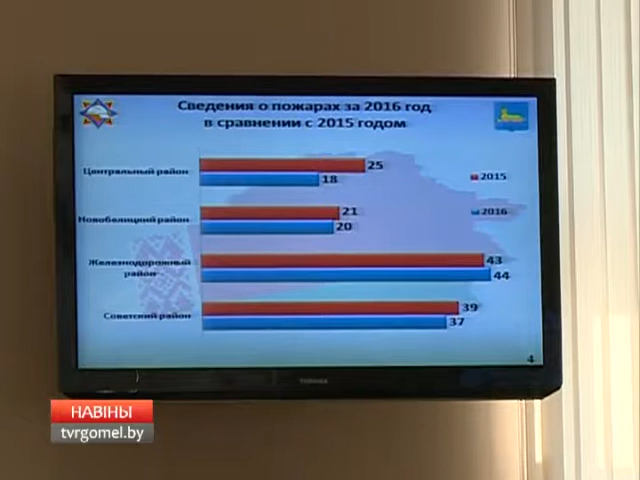 Сведения о пожарах за 2016 год
в сравнении с 2015 годом
Центральный район
25
18
2015
Новобелицкий район
21
20
2016
Железнодорожный
район
43
44
Советский район
39
37
4
TOSHIBA
НАВІНЫ
tvrgomel.by